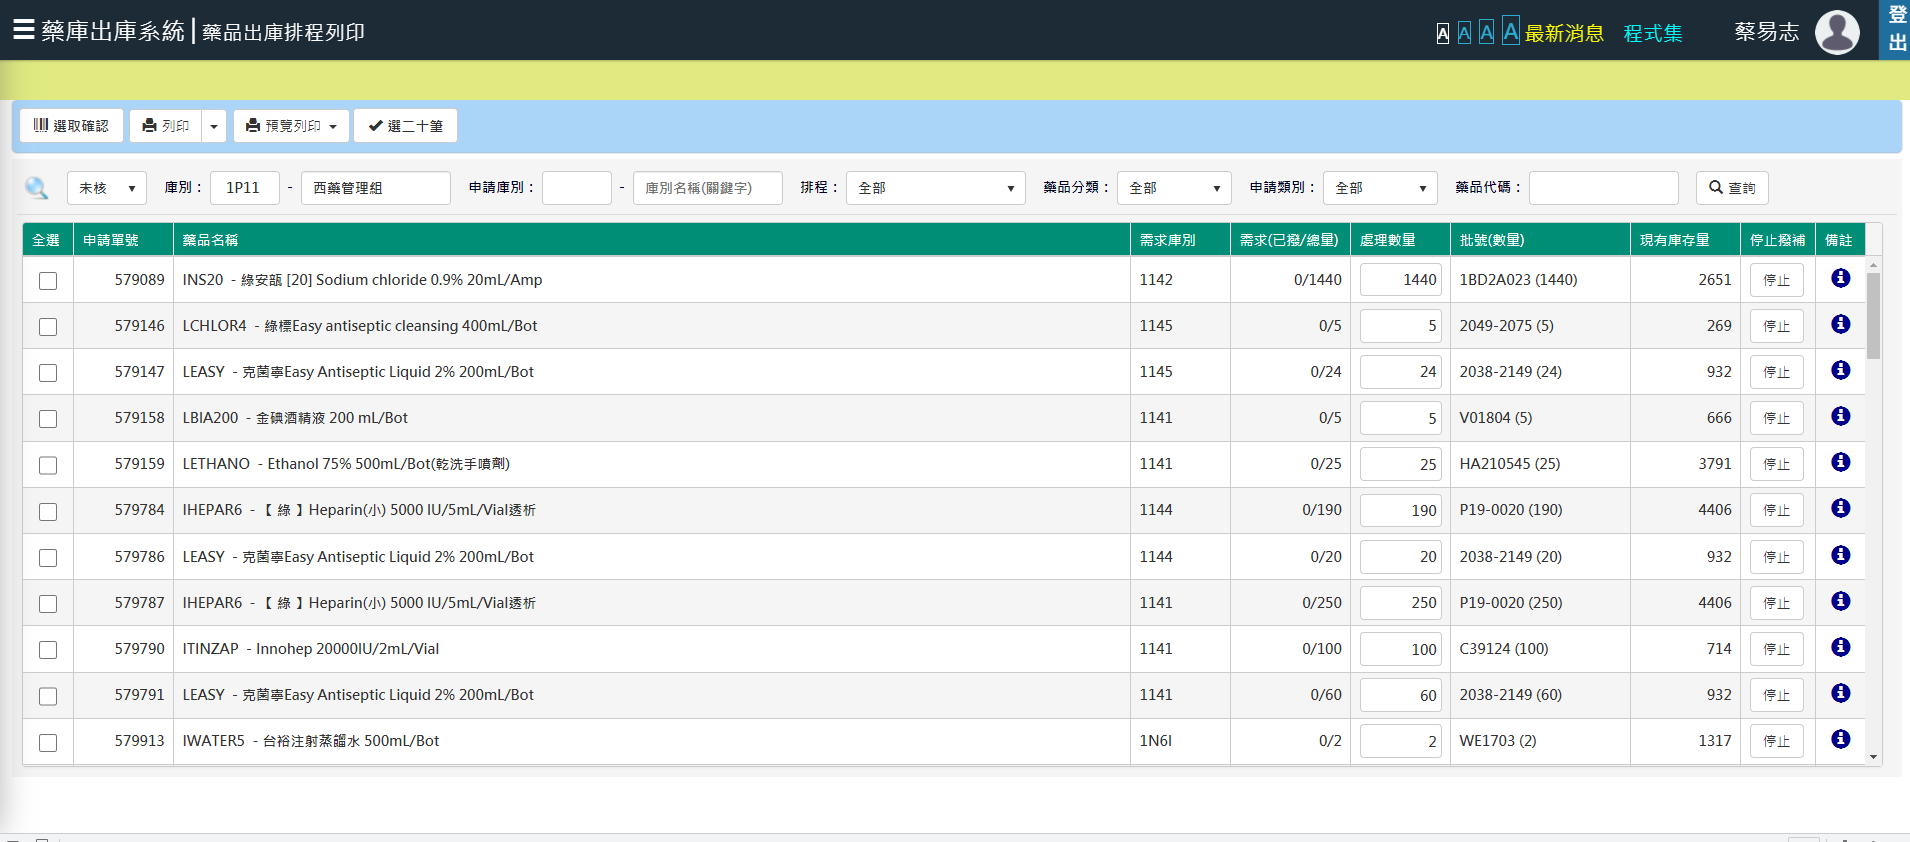 藥庫出庫系統 | 藥品出庫排程列印 A A A A 最新消息 程式集 蔡易志 登出
選取確認 列印 預覽列印 選二十筆
未核 庫別： 1P11 - 西藥管理組 申請庫別： - 庫別名稱(關鍵字) 排程： 全部 藥品分類： 全部 申請類別： 全部 藥品代碼： 查詢
全選 申請單號 藥品名稱 需求庫別 需求(已撥/總量) 處理數量 批號(數量) 現有庫存量 停止撥補 備註
579089 INS20 - 綠安瓿 [20] Sodium chloride 0.9% 20mL/Amp 1142 0/1440 1440 1BD2A023 (1440) 2651 停止
579146 LCHLOR4 - 綠標Easy antiseptic cleansing 400mL/Bot 1145 0/5 5 2049-2075 (5) 269 停止
579147 LEASY - 克菌寧Easy Antiseptic Liquid 2% 200mL/Bot 1145 0/24 24 2038-2149 (24) 932 停止
579158 LBIA200 - 金碘酒精液 200 mL/Bot 1141 0/5 5 V01804 (5) 666 停止
579159 LETHANO - Ethanol 75% 500mL/Bot(乾洗手噴劑) 1141 0/25 25 HA210545 (25) 3791 停止
579784 IHEPAR6 - 【 綠 】Heparin(小) 5000 IU/5mL/Vial透析 1144 0/190 190 P19-0020 (190) 4406 停止
579786 LEASY - 克菌寧Easy Antiseptic Liquid 2% 200mL/Bot 1144 0/20 20 2038-2149 (20) 932 停止
579787 IHEPAR6 - 【 綠 】Heparin(小) 5000 IU/5mL/Vial透析 1141 0/250 250 P19-0020 (250) 4406 停止
579790 ITINZAP - Innohep 20000IU/2mL/Vial 1141 0/100 100 C39124 (100) 714 停止
579791 LEASY - 克菌寧Easy Antiseptic Liquid 2% 200mL/Bot 1141 0/60 60 2038-2149 (60) 932 停止
579913 IWATER5 - 台裕注射蒸餾水 500mL/Bot 1N6I 0/2 2 WE1703 (2) 1317 停止